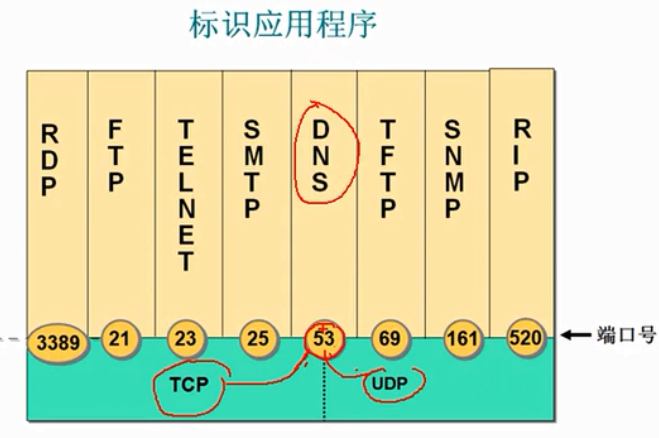 标识应用程序
RDP
FTP
TELNET
SMTP
DNS
TFTP
SNMP
RIP
3389
21
23
25
53
69
161
520
端口号
TCP
UDP